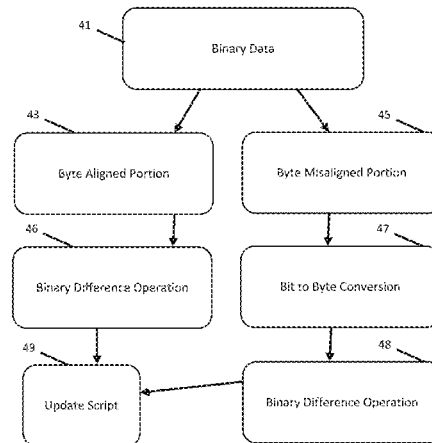 41
Binary Data
43
45
Byte Aligned Portion
Byte Misaligned Portion
46
47
Binary Difference Operation
Bit to Byte Conversion
49
48
Update Script
Binary Difference Operation